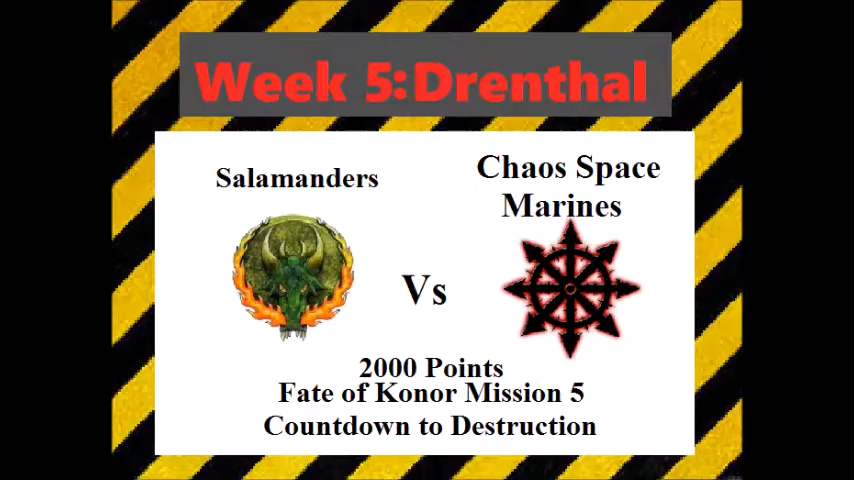 Week 5:Drenthal
Salamanders
Chaos Space
Marines
Vs
2000 Points
Fate of Konor Mission 5
Countdown to Destruction